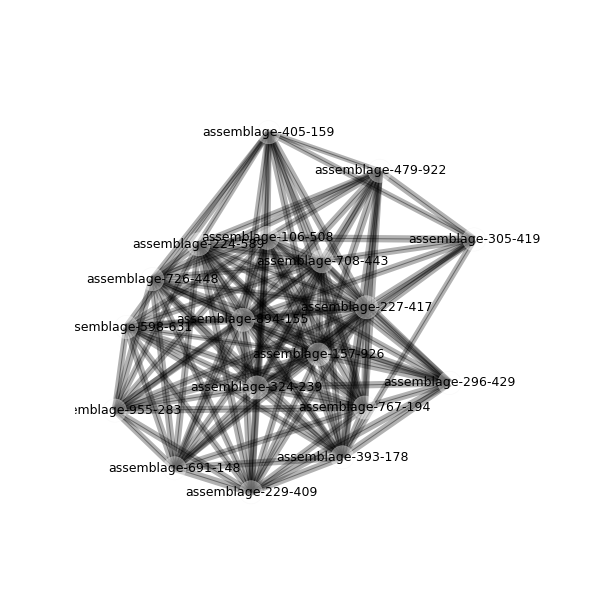 assemblage-405-159
assemblage-479-922
assemblage-106-508
assemblage-305-419
assemblage-224-589
assemblage-708-443
assemblage-726-448
assemblage-227-417
assemblage-894-155
semblage-598-631
assemblage-157-926
assemblage-296-429
assemblage-324-239
assemblage-767-194
mblage-955-283
assemblage-393-178
assemblage-691-148
assemblage-229-409